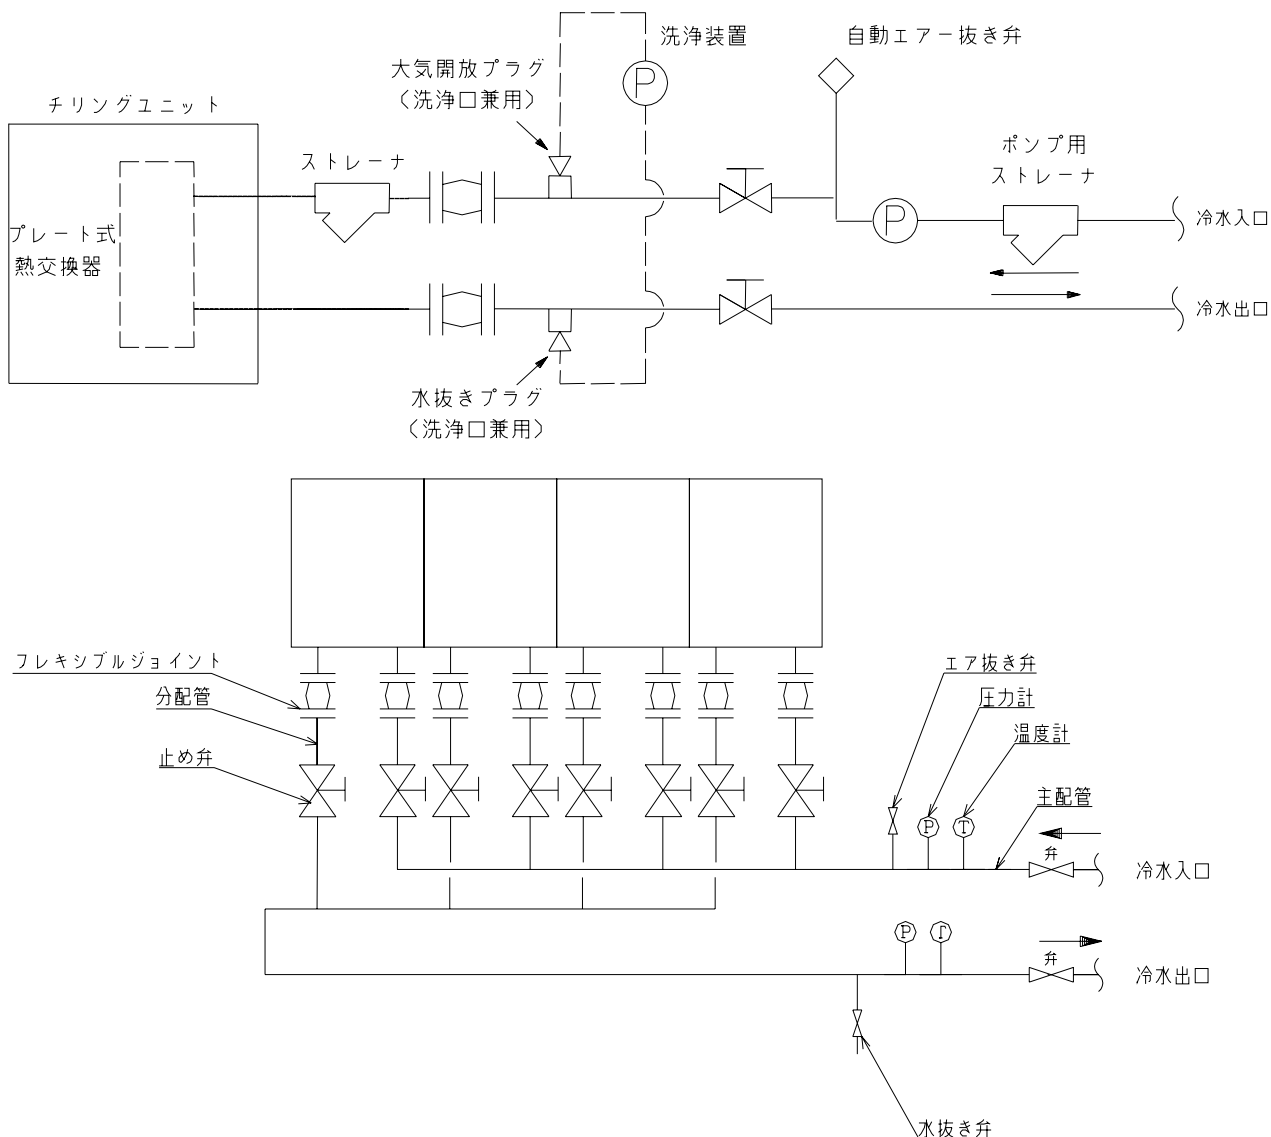 洗浄装置
自動エアー抜き弁
大気開放プラグ
(洗浄口兼用)
P
チリングユニット
ストレーナ
ポンプ用
ストレーナ
P
冷水入口
プレート式
熱交換器
冷水出口
水抜きプラグ
(洗浄口兼用)
フレキシブルジョイント
分配管
止め弁
エア抜き弁
圧力計
温度計
主配管
P
T
弁
冷水入口
P
弁
冷水出口
水抜き弁